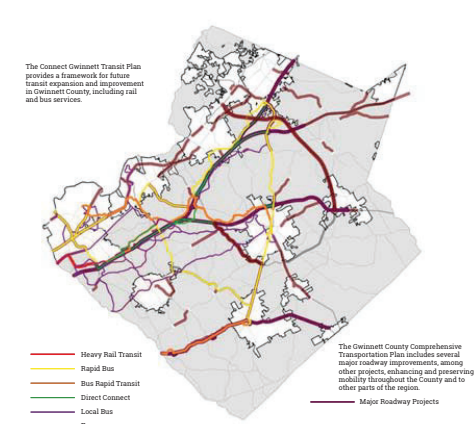 The Connect Gwinnett Transit Plan
provides a framework for future
transit expansion and improvement
in Gwinnett County, including rail
and bus services.
Heavy Rail Transit
Rapid Bus
Bus Rapid Transit
Direct Connect
Local Bus
The Gwinnett County Comprehensive
Transportation Plan includes several
major roadway improvements, among
other projects, enhancing and preserving
mobility throughout the County and to
other parts of the region.
Major Roadway Projects